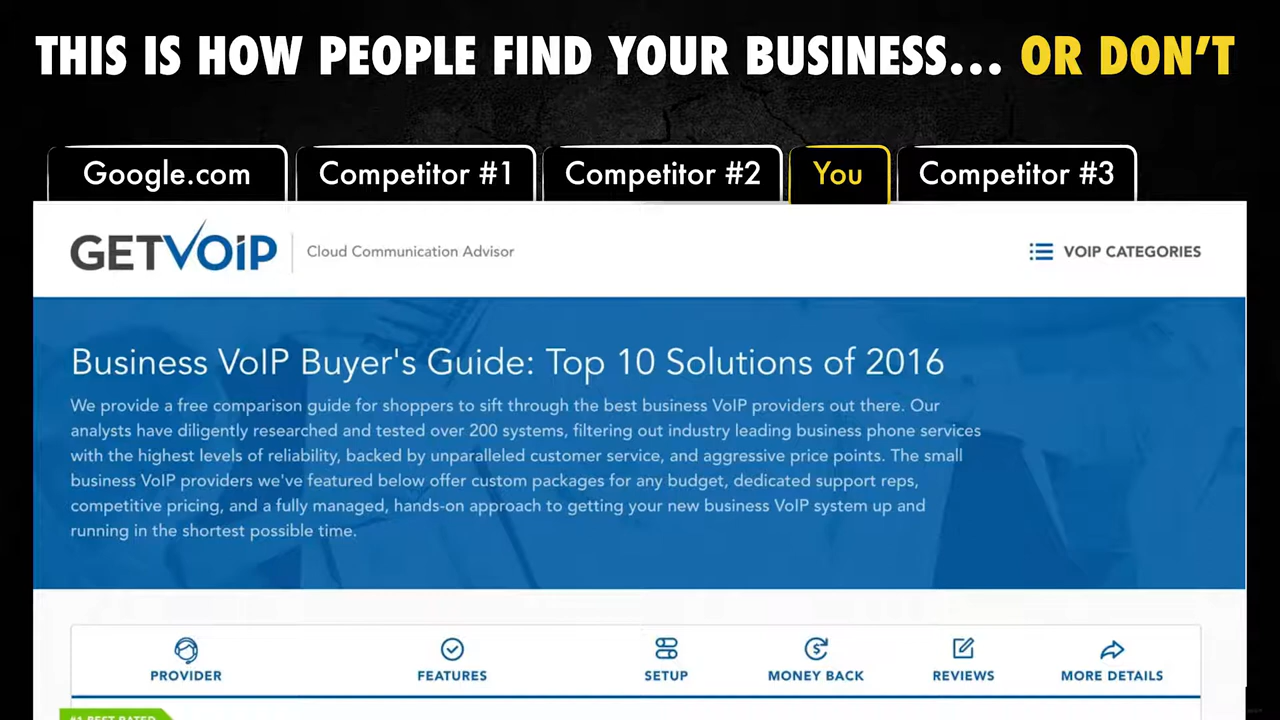 THIS IS HOW PEOPLE FIND YOUR BUSINESS... OR DON'T
Google.com Competitor #1 Competitor #2 You Competitor #3
GETVOIP Cloud Communication Advisor VOIP CATEGORIES
Business VoIP Buyer's Guide: Top 10 Solutions of 2016
We provide a free comparison guide for shoppers to sift through the best business VoIP providers out there. Our
analysts have diligently researched and tested over 200 systems, filtering out industry leading business phone services
with the highest levels of reliability, backed by unparalleled customer service, and aggressive price points. The small
business VoIP providers we've featured below offer custom packages for any budget, dedicated support reps,
competitive pricing, and a fully managed, hands-on approach to getting your new business VoIP system up and
running in the shortest possible time.
PROVIDER FEATURES SETUP MONEY BACK REVIEWS MORE DETAILS
#1 BEST RATED